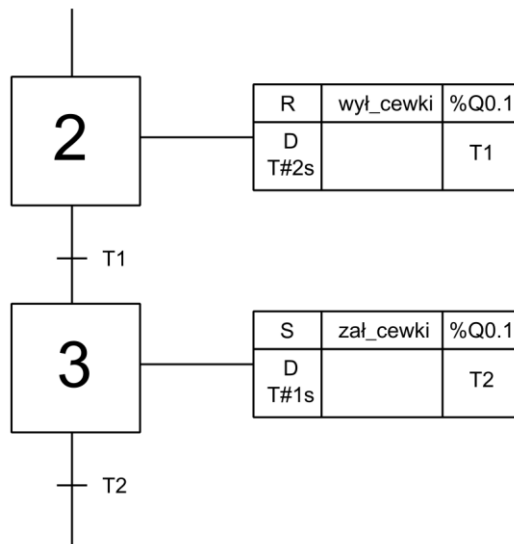 2
R wył_cewki %Q0.1
D
T#2s
T1
T1
3
S zał_cewki %Q0.1
D
T#1s
T2
T2